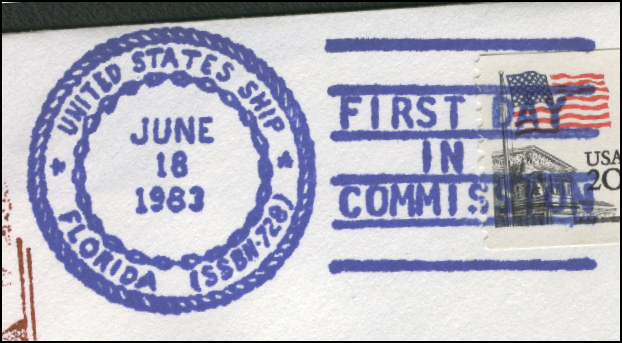 UNITED STATES SHIP
JUNE
18
1983
FLORIDA (SSBN-728)
FIRST DAY
IN
COMMISSION
USA
20